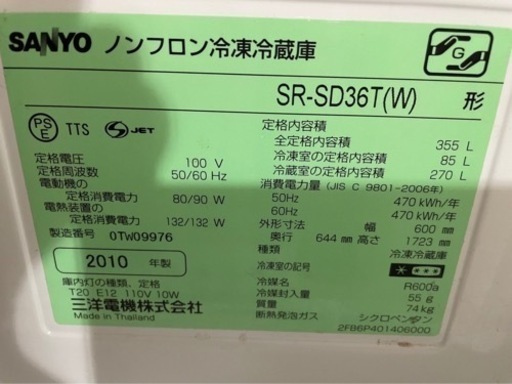 SANYO ノンフロン冷凍冷蔵庫
G
SR-SD36T(W) 形
PSE TTS S JET
定格電圧 100 V
定格周波数 50/60 Hz
電動機の
定格消費電力 80/90 W
電熱装置の
定格消費電力 132/132 W
製造番号 0TW09976
2010 年製
庫内灯の種類、定格
T20 E12 110V 10W
三洋電機株式会社
Made in Thailand
定格内容積
全定格内容積 355 L
冷凍室の定格内容積 85 L
冷蔵室の定格内容積 270 L
消費電力量 (JIS C 9801-2006年)
50Hz 470 kWh/年
60Hz 470 kWh/年
外形寸法 幅 600 mm
奥行 644 mm 高さ 1723 mm
種類 冷凍冷蔵庫
冷凍室の記号 ****
冷媒名 R600a
冷媒封入量 55 g
質量 74 kg
断熱発泡ガス シクロペンタン
2FB6P401406000